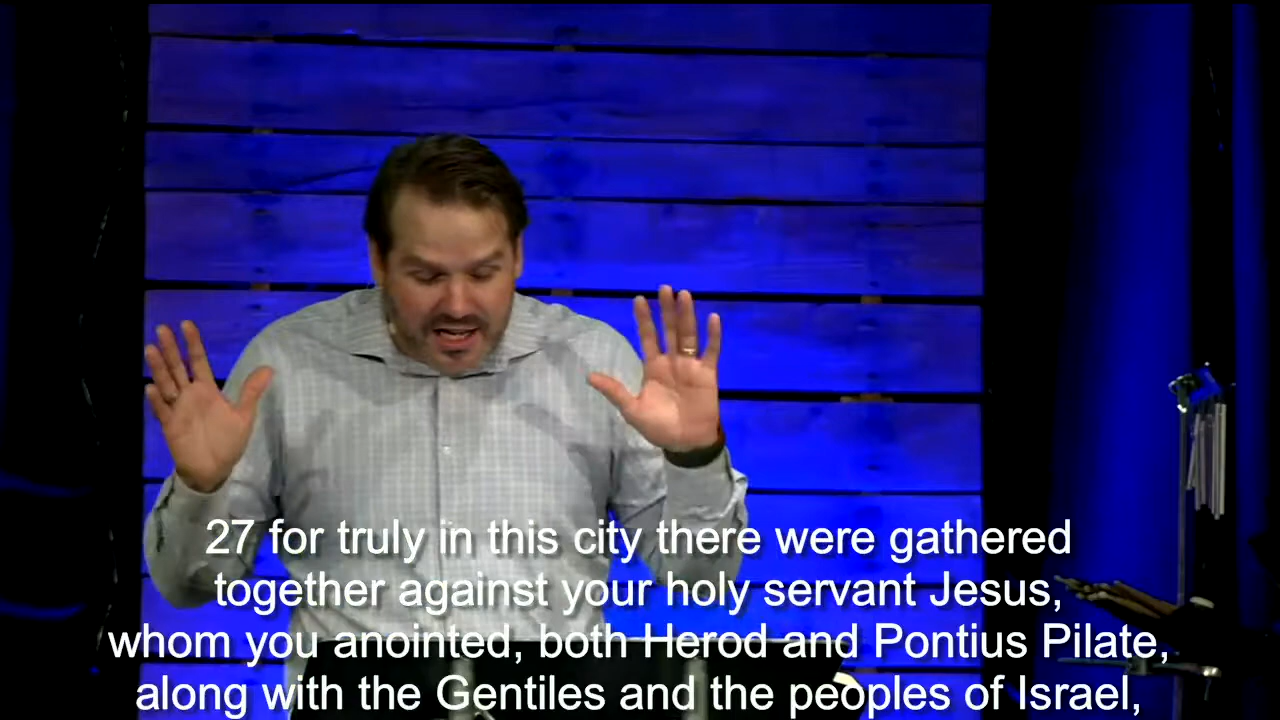 27 for truly in this city there were gathered
together against your holy servant Jesus,
whom you anointed, both Herod and Pontius Pilate,
along with the Gentiles and the peoples of Israel,